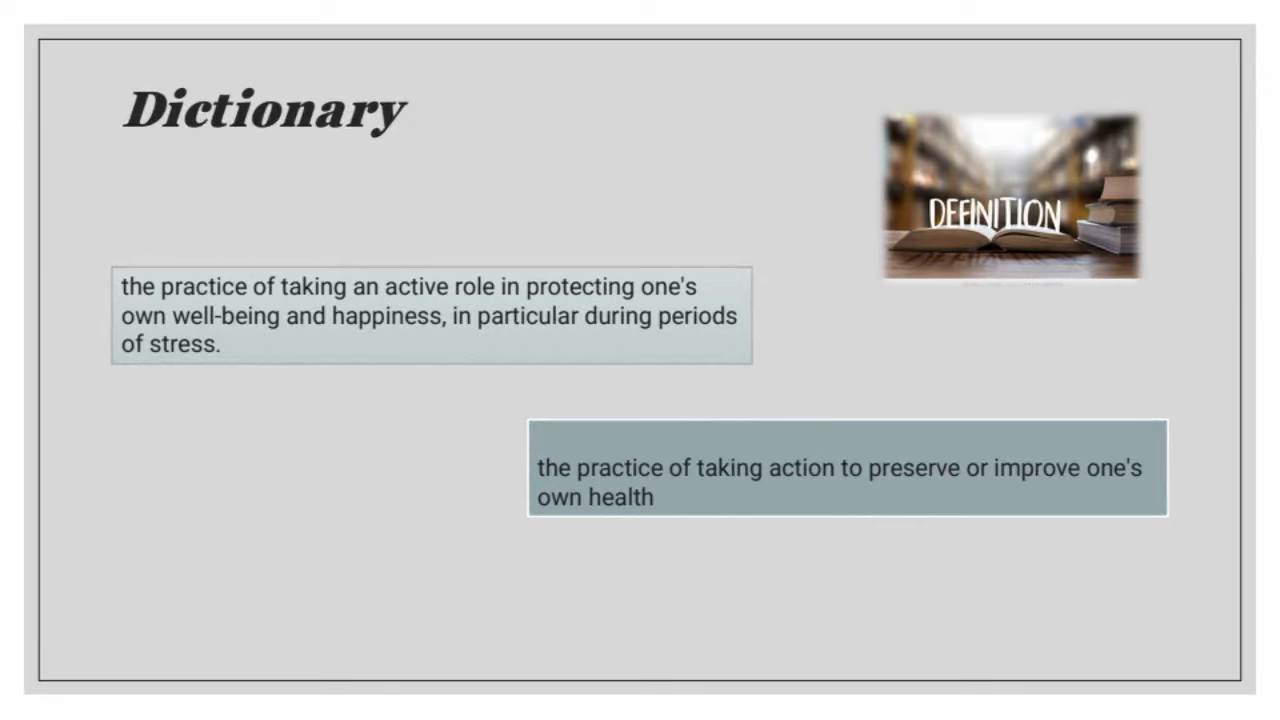 Dictionary
DEFINITION
the practice of taking an active role in protecting one's
own well-being and happiness, in particular during periods
of stress.
the practice of taking action to preserve or improve one's
own health